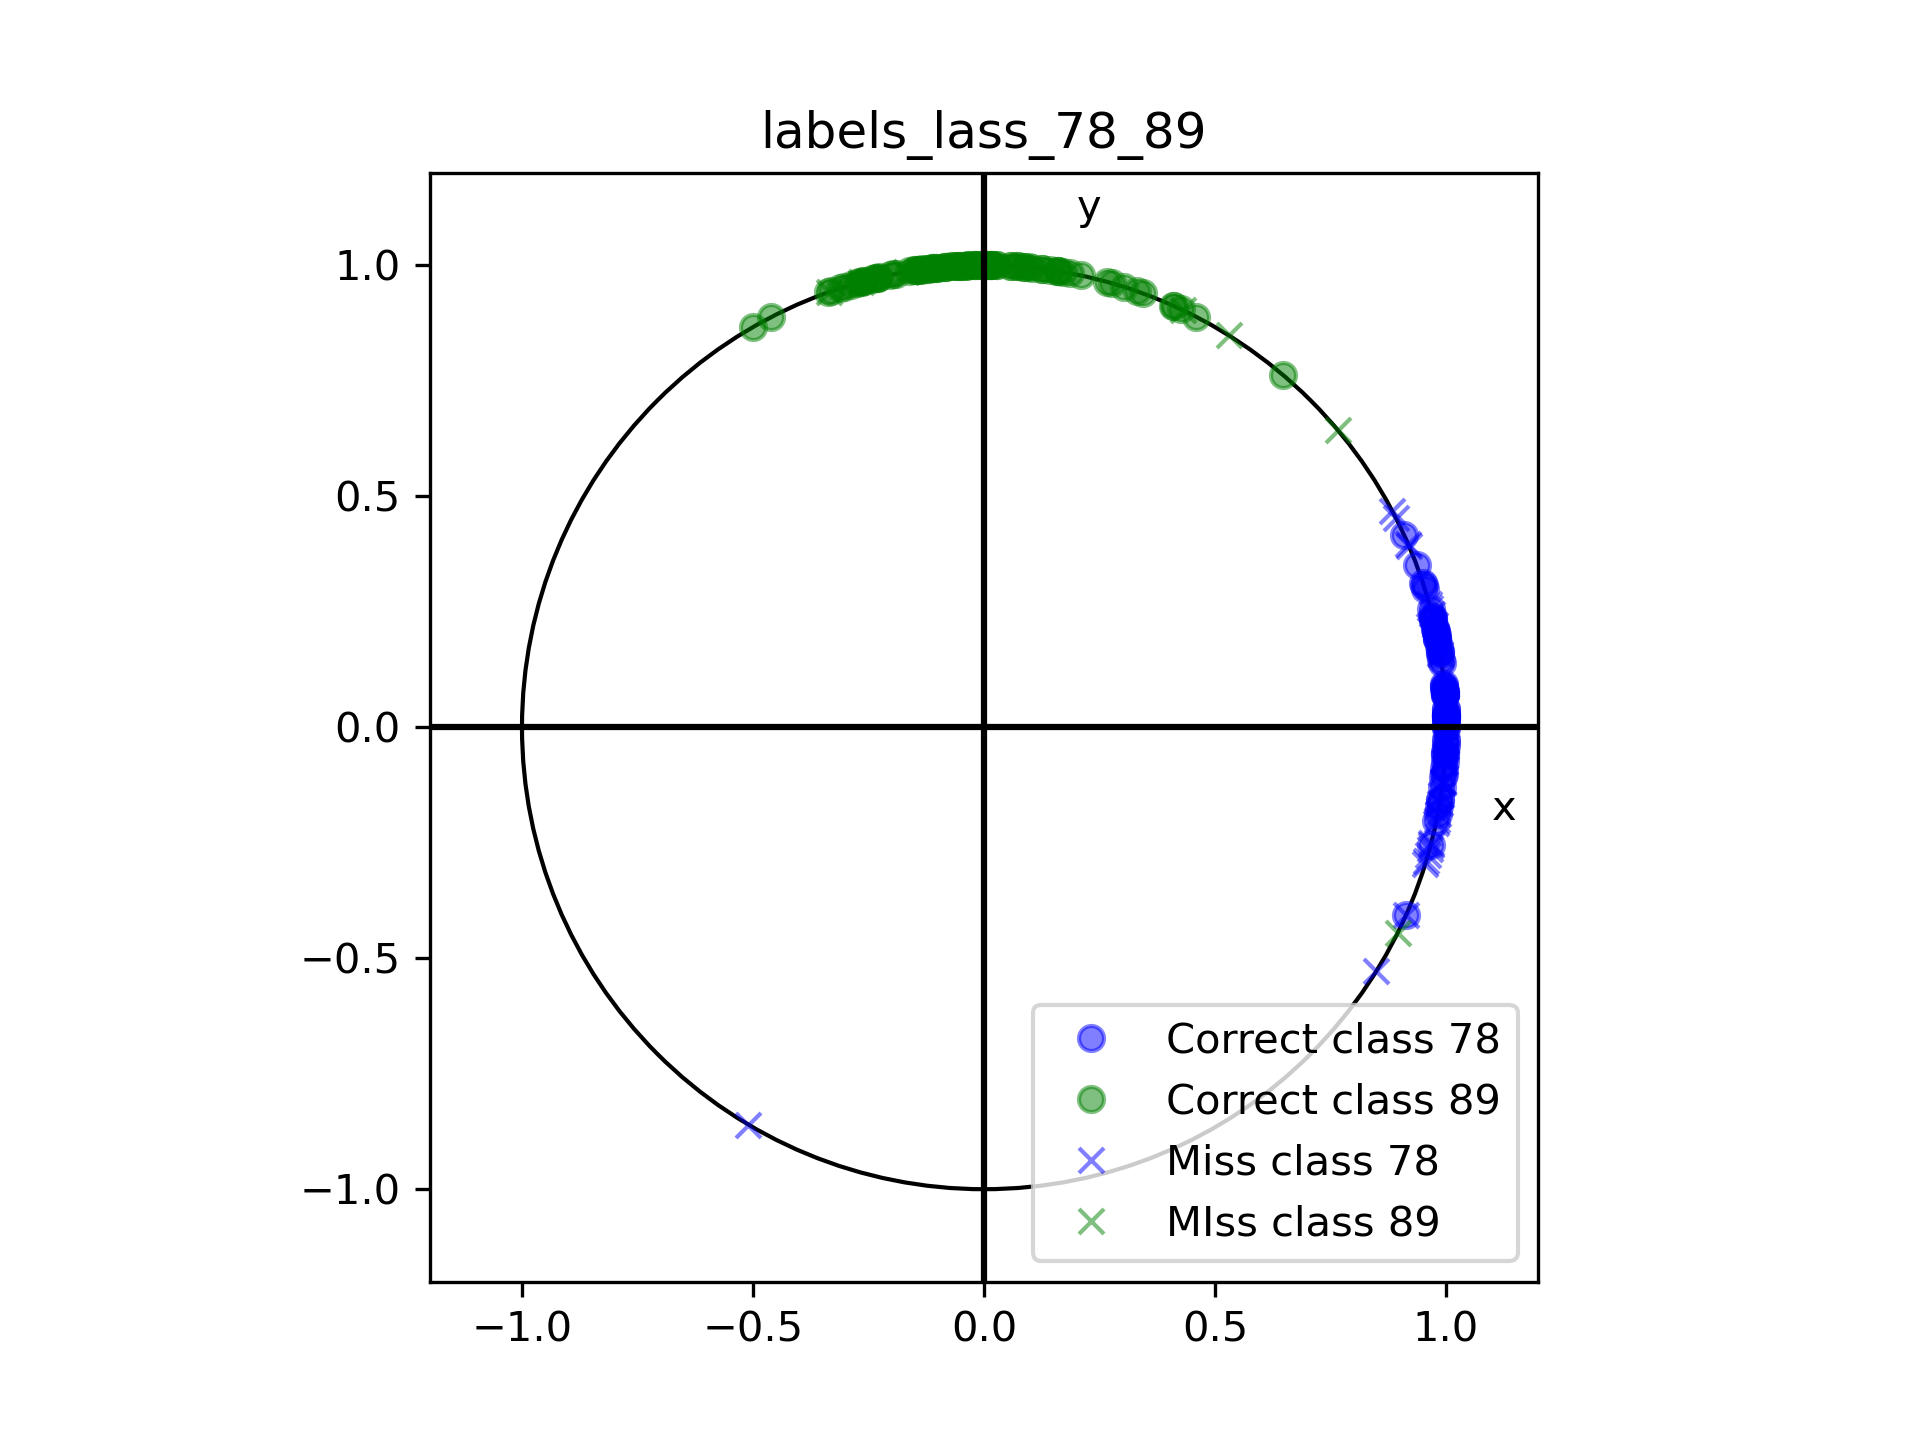 labels_lass_78_89
y
1.0
0.5
0.0
x
−0.5
−1.0
Correct class 78
Correct class 89
Miss class 78
MIss class 89
−1.0 −0.5 0.0 0.5 1.0